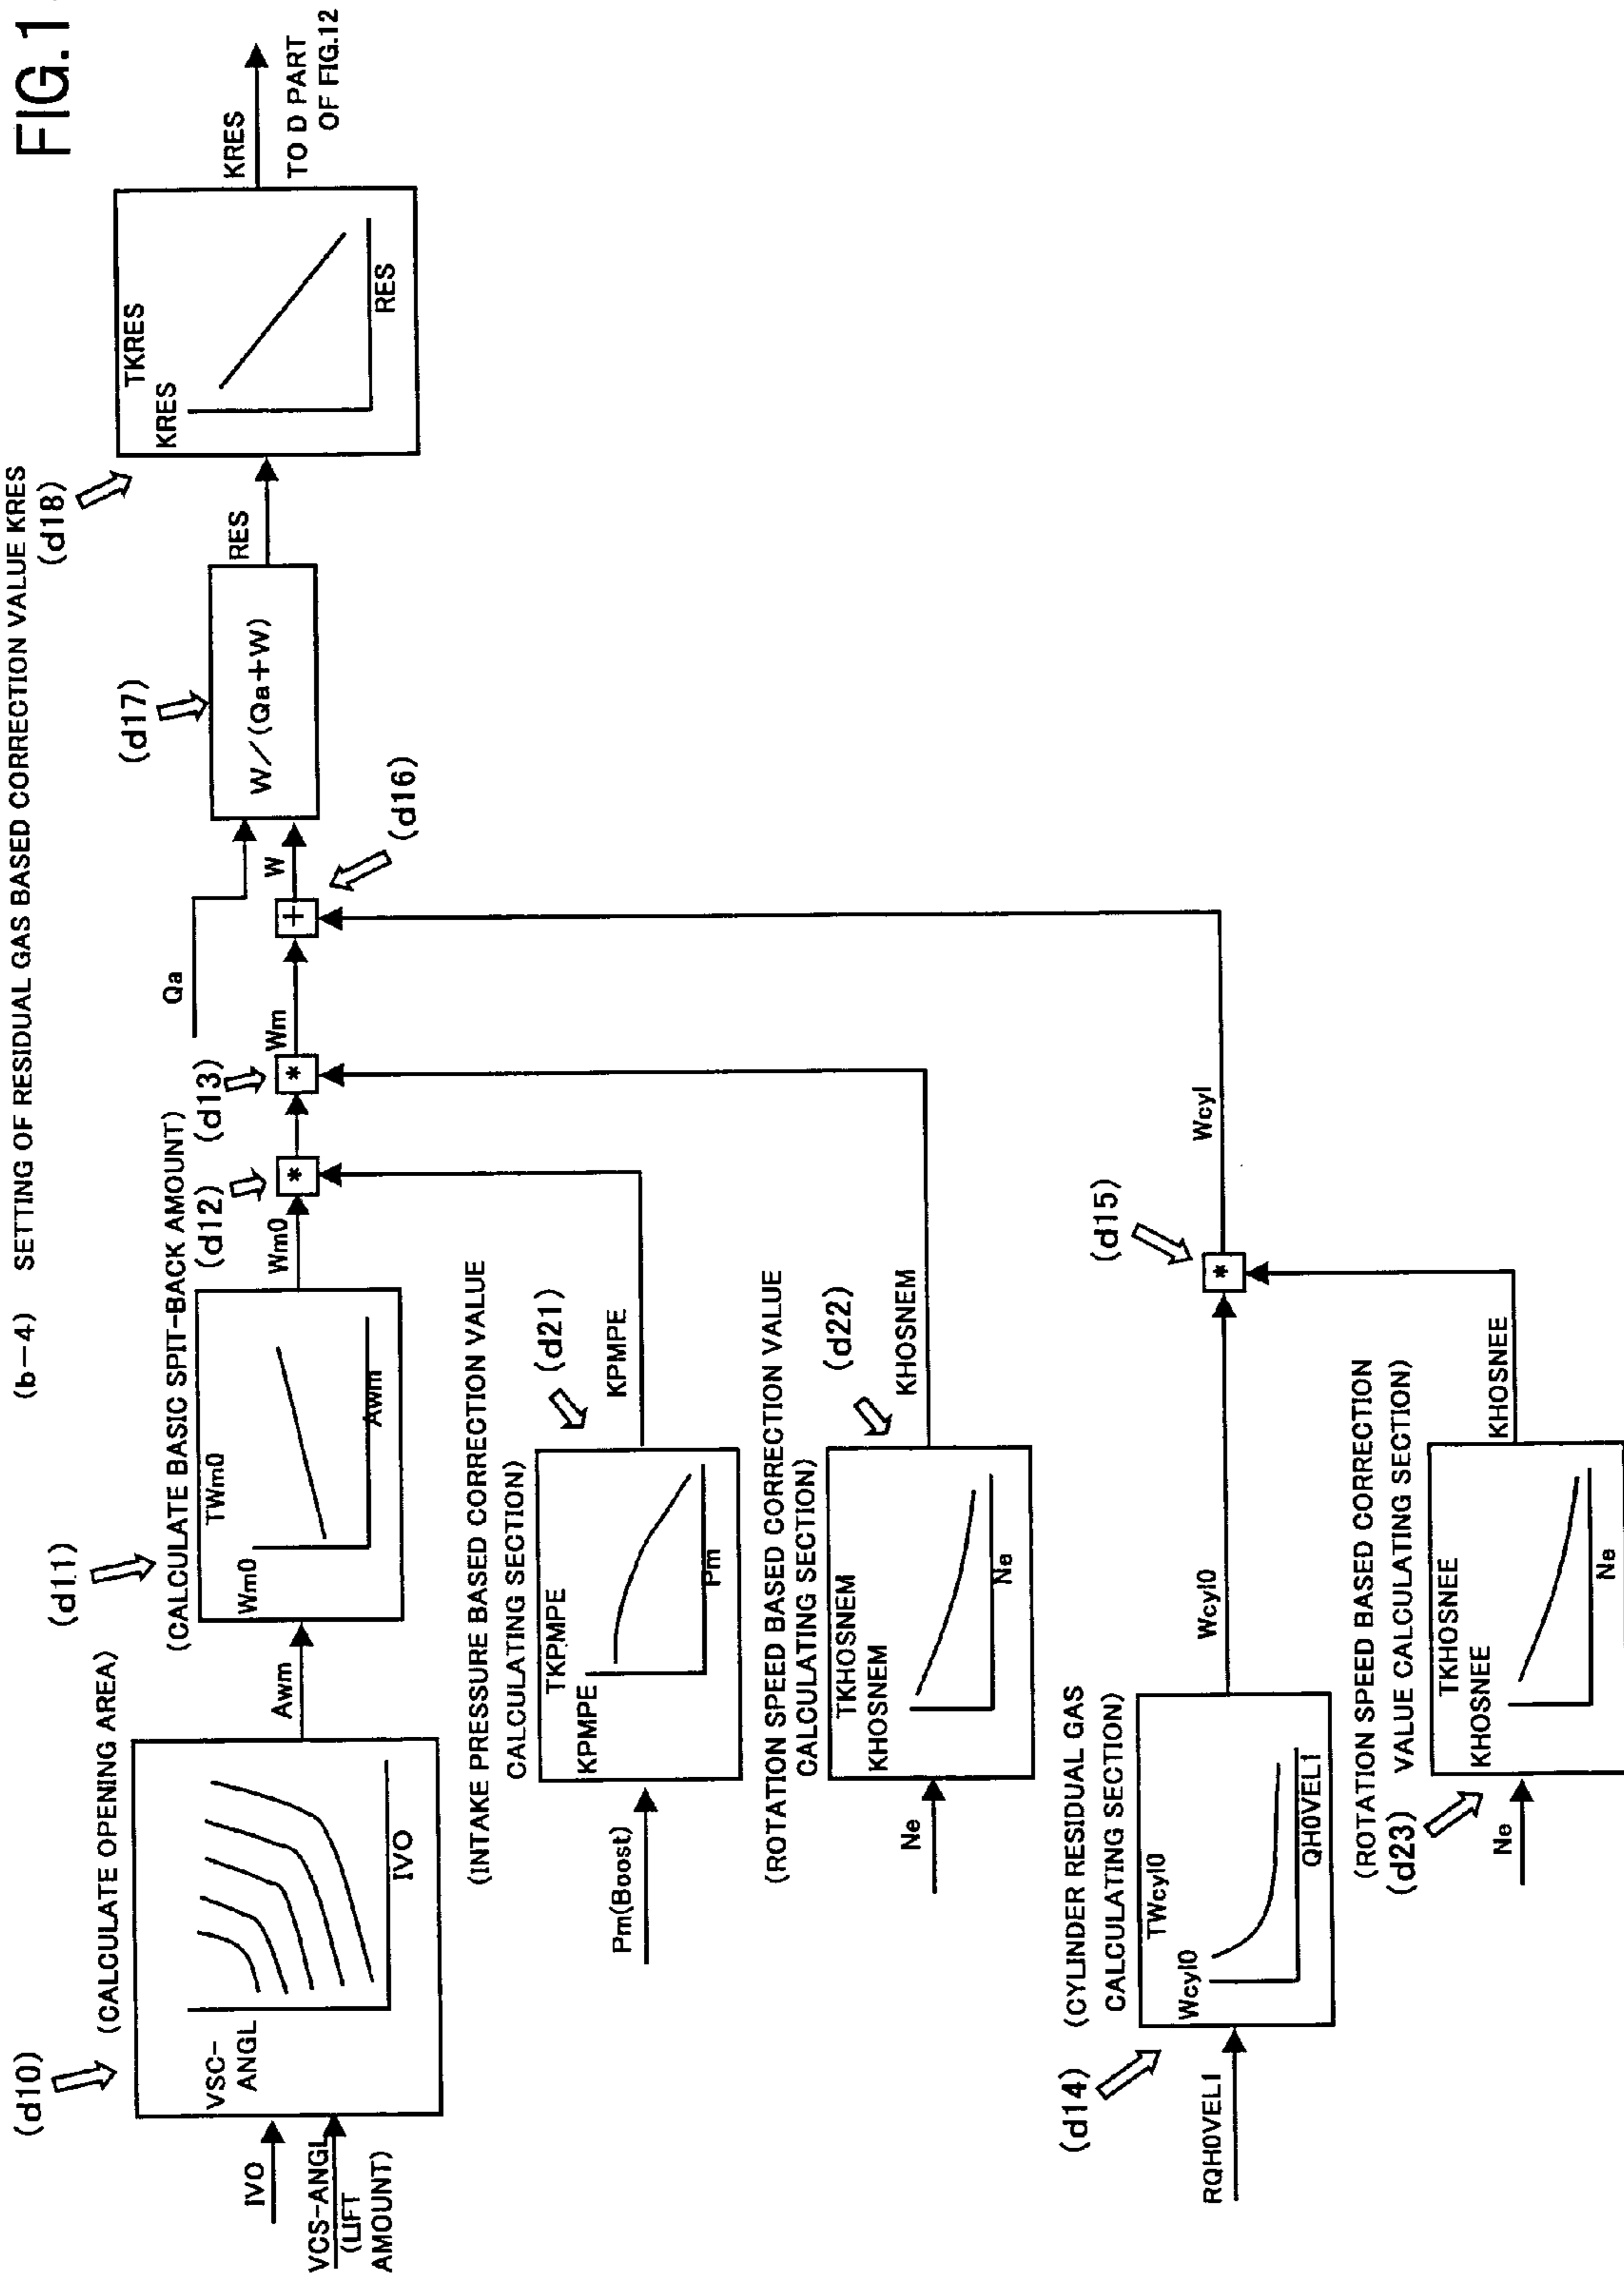 FIG.1
(b-4) SETTING OF RESIDUAL GAS BASED CORRECTION VALUE KRES
(d10)
(CALCULATE OPENING AREA)
VSC-
ANGL
IVO
IVO
VCS-ANGL
(LIFT
AMOUNT)
Awm
(d11)
(CALCULATE BASIC SPIT-BACK AMOUNT)
TWm0
Wm0
Awm
Wm0
(d12)
*
(d13)
*
Wm
Qa
+
(d16)
W
(d17)
W/(Qa+W)
RES
(d18)
TKRES
KRES
RES
KRES
TO D PART
OF FIG.12
(INTAKE PRESSURE BASED CORRECTION VALUE
CALCULATING SECTION)
(d21)
Pm(Boost)
TKPMPE
KPMPE
Pm
KPMPE
(ROTATION SPEED BASED CORRECTION VALUE
CALCULATING SECTION)
(d22)
Ne
TKHOSNEM
KHOSNEM
Ne
KHOSNEM
(d14)
(CYLINDER RESIDUAL GAS
CALCULATING SECTION)
RQH0VEL1
TWcyl0
Wcyl0
QH0VEL1
Wcyl0
(d15)
*
Wcyl
(ROTATION SPEED BASED CORRECTION
VALUE CALCULATING SECTION)
(d23)
Ne
TKHOSNEE
KHOSNEE
Ne
KHOSNEE